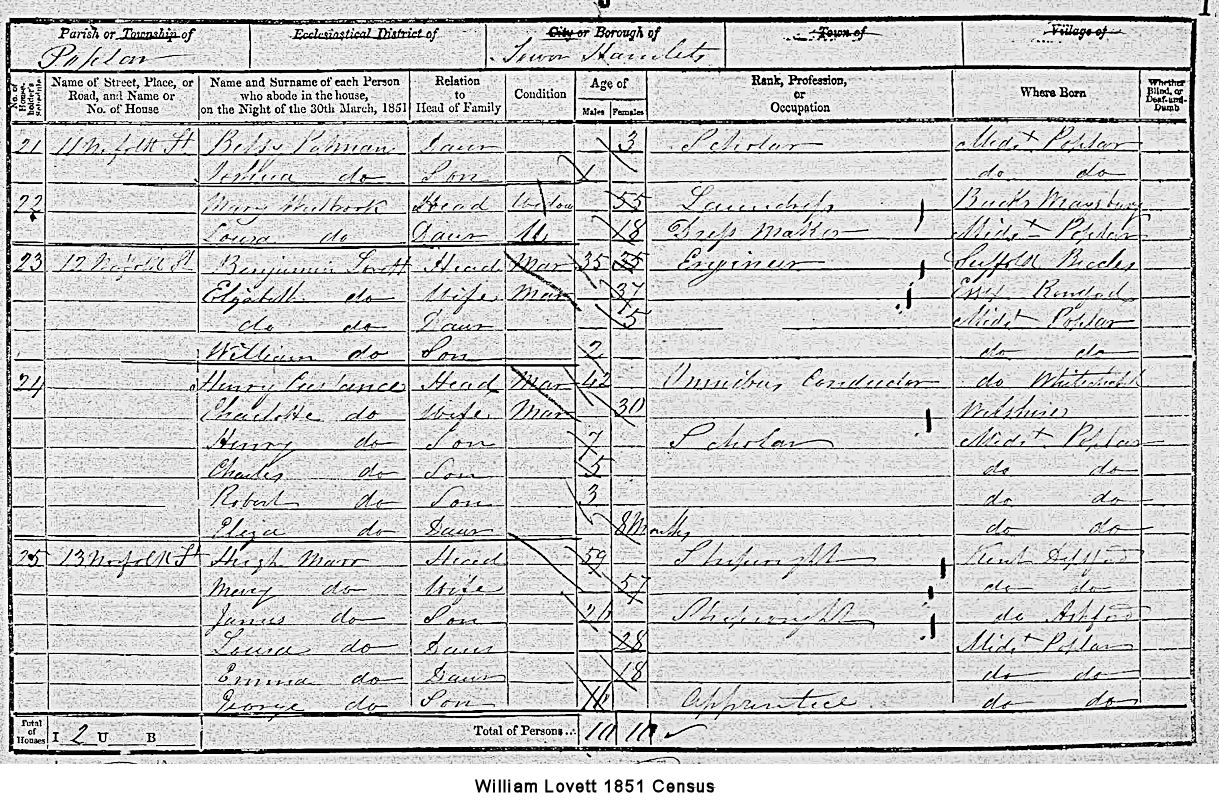 Parish or Township of Ecclesiastical District of City or Borough of Town of Village of
Poplar Tower Hamlets
No. of House-holder's Schedule Name of Street, Place, or Road, and Name or No. of House Name and Surname of each Person who abode in the house, on the Night of the 30th March, 1851 Relation to Head of Family Condition Age of Males Females Rank, Profession, or Occupation Where Born Whether Blind, or Deaf-and-Dumb
21 11 Norfolk St Betsy Daur 3 Scholar Midx Poplar
Joshua do Son 1 do do
22 Mary Westbrook Head Widow 55 Laundress Bucks
Louisa do Daur U 18 Dress Maker Midx Poplar
23 12 Norfolk St Benjamin Lovett Head Mar 35 Engineer Suffolk Beccles
Elizabeth do Wife Mar 37 Essex Romford
do do Daur 5 Midx Poplar
William do Son 2 do do
24 Henry Head Mar 42 Omnibus Conductor do Whitechapel
Charlotte do Wife Mar 30 Wiltshire
Henry do Son 7 Scholar Midx Poplar
Charles do Son 5 do do
Robert do Son 3 do do
Eliza do Daur 8 Months do do
25 13 Norfolk St Hugh Marr Head 59 Shipwright Kent Deptford
Mary do Wife 57 do do
James do Son Shipwright do Ashford
Louisa do Daur 28 Midx Poplar
Emma do Daur 18 do do
George do Son 16 Apprentice do do
Total of Houses I 2 U B Total of Persons... 10 10
William Lovett 1851 Census